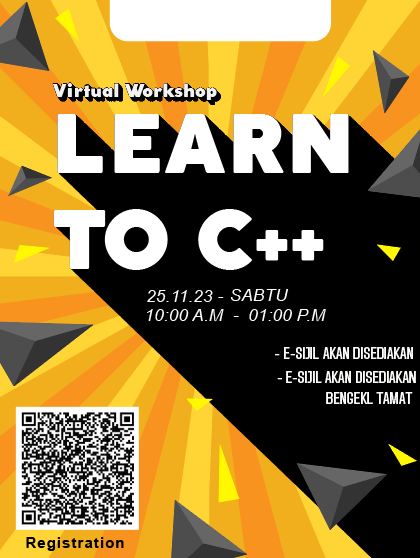 Virtual Workshop
LEARN
TO C++
25.11.23 - SABTU
10:00 A.M - 01:00 P.M
- E-SIJIL AKAN DISEDIAKAN
- E-SIJIL AKAN DISEDIAKAN
BENGEKL TAMAT
Registration